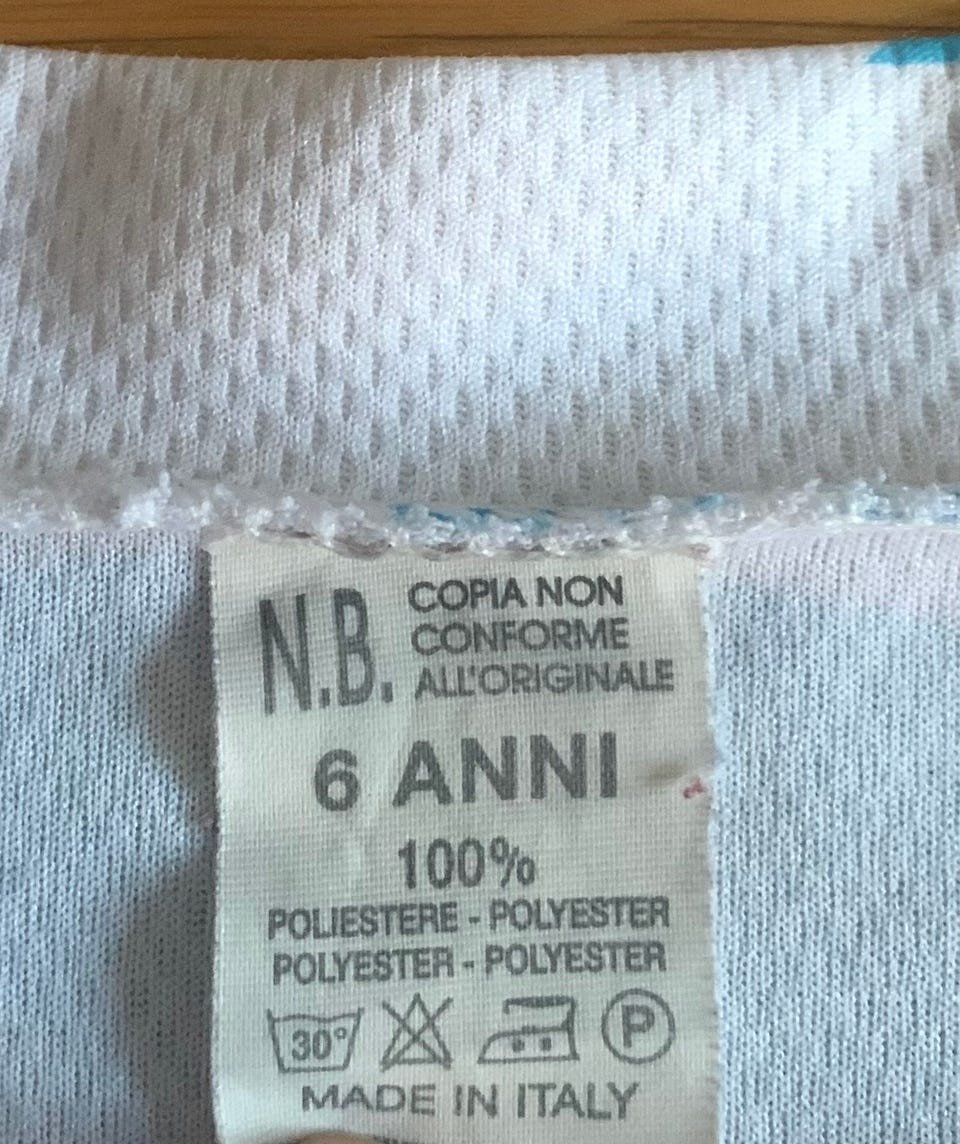 N.B. COPIA NON
CONFORME
ALL'ORIGINALE
6 ANNI
100%
POLIESTERE - POLYESTER
POLYESTER - POLYESTER
30° P
MADE IN ITALY